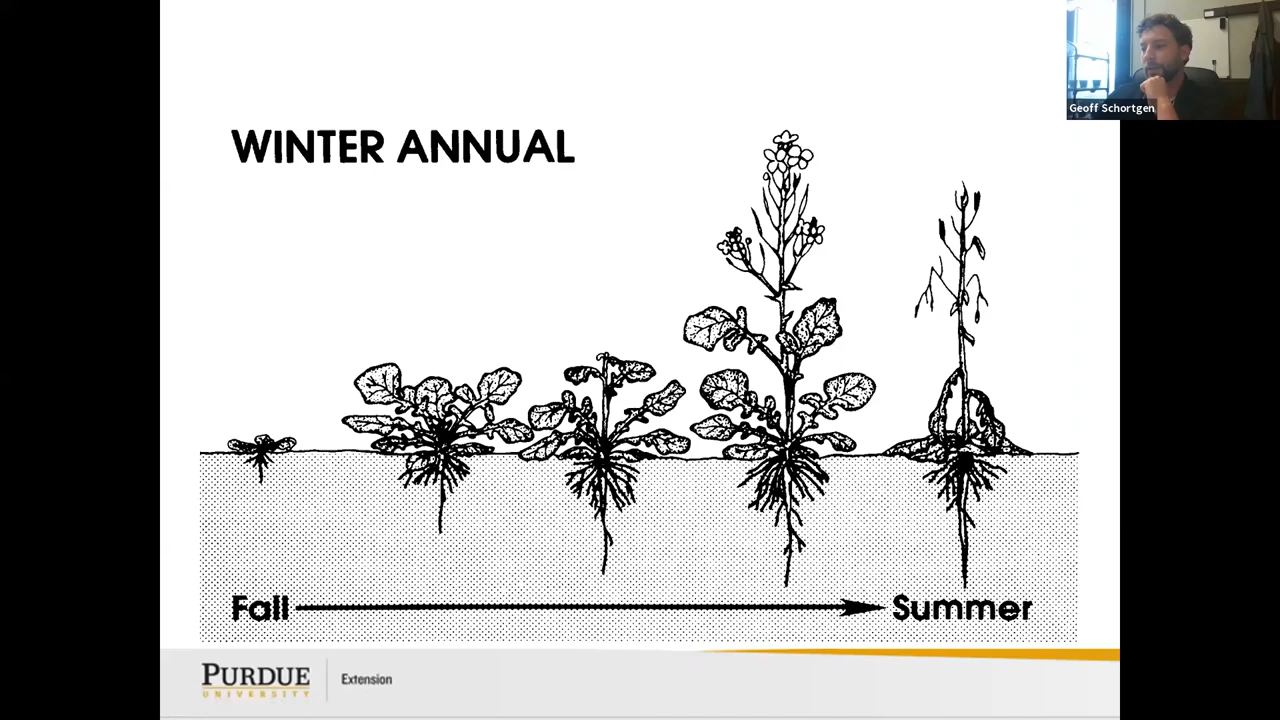 Geoff Schortgen
WINTER ANNUAL
Fall
Summer
PURDUE
UNIVERSITY
Extension